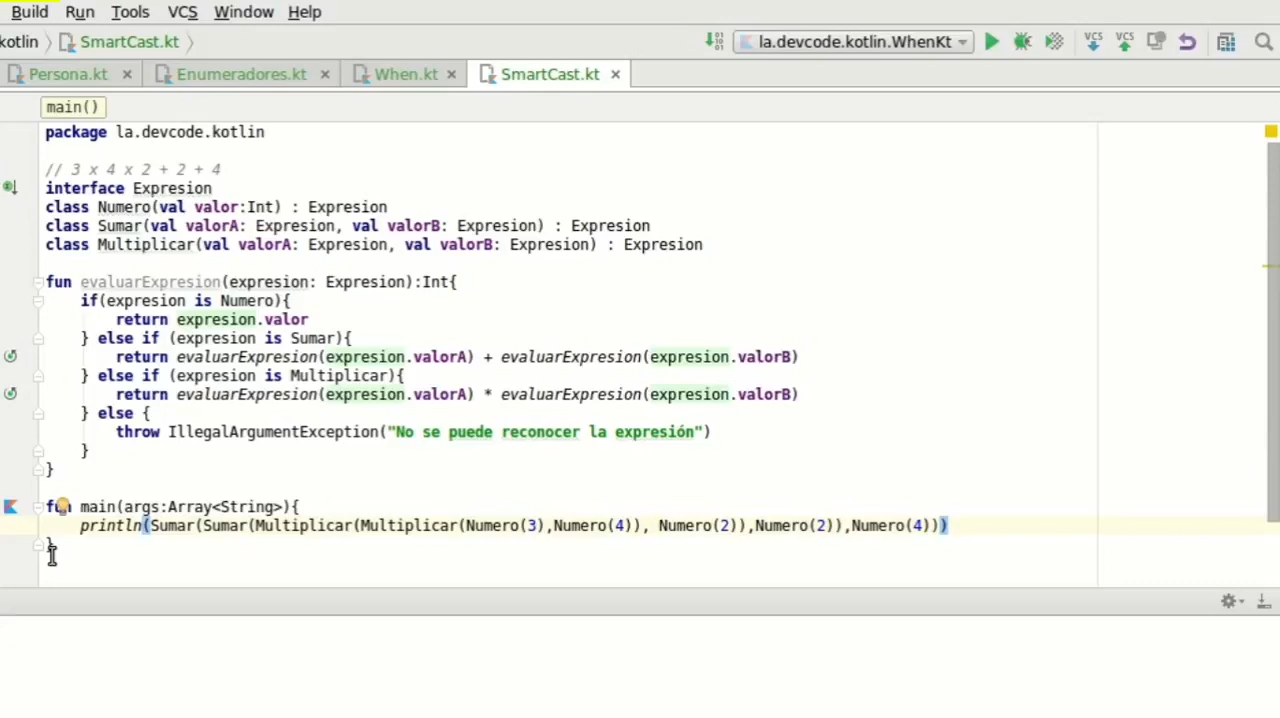 Build Run Tools VCS Window Help
kotlin SmartCast.kt la.devcode.kotlin.WhenKt VCS VCS
Persona.kt Enumeradores.kt When.kt SmartCast.kt
main()
package la.devcode.kotlin
// 3 x 4 x 2 + 2 + 4
interface Expresion
class Numero(val valor:Int) : Expresion
class Sumar(val valorA: Expresion, val valorB: Expresion) : Expresion
class Multiplicar(val valorA: Expresion, val valorB: Expresion) : Expresion
fun evaluarExpresion(expresion: Expresion):Int{
if(expresion is Numero){
return expresion.valor
} else if (expresion is Sumar){
return evaluarExpresion(expresion.valorA) + evaluarExpresion(expresion.valorB)
} else if (expresion is Multiplicar){
return evaluarExpresion(expresion.valorA) * evaluarExpresion(expresion.valorB)
} else {
throw IllegalArgumentException("No se puede reconocer la expresión")
}
}
fun main(args:Array<String>){
println(Sumar(Sumar(Multiplicar(Multiplicar(Numero(3),Numero(4)), Numero(2)),Numero(2)),Numero(4)))
}